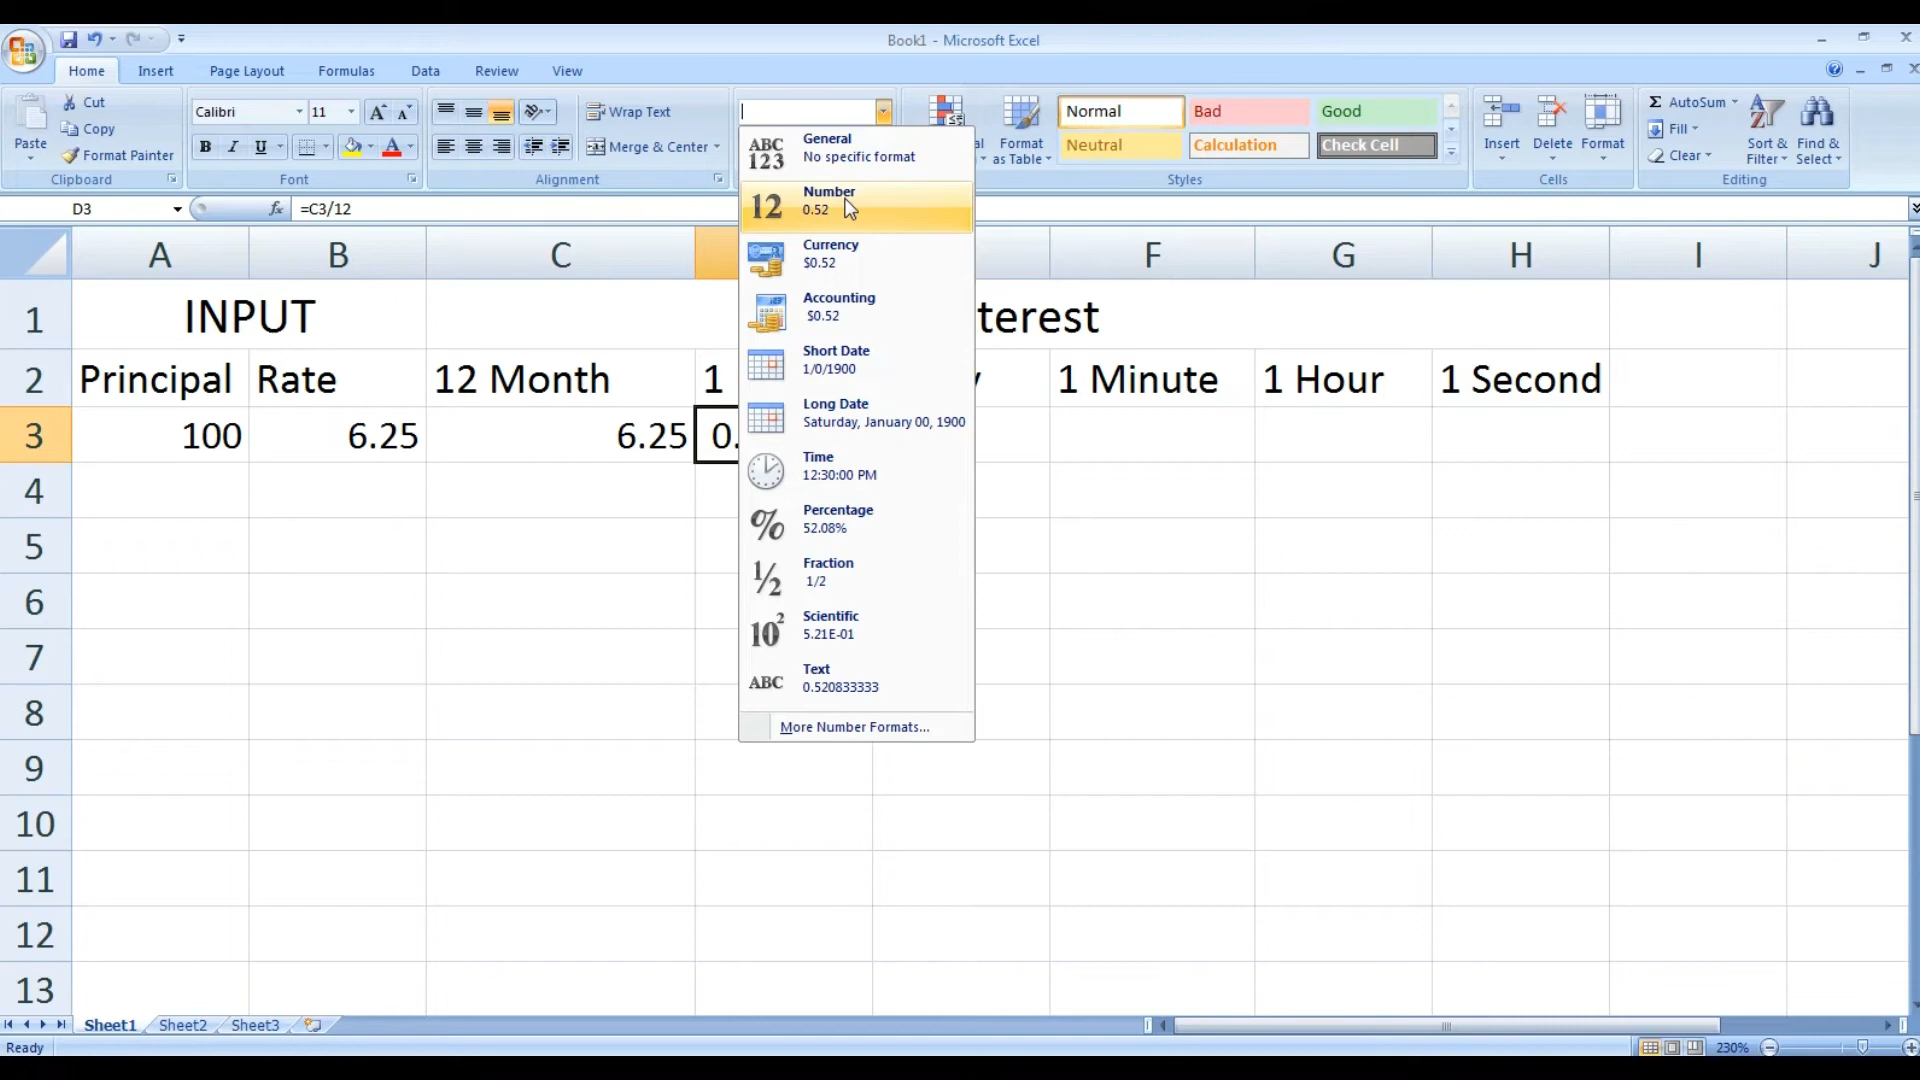 Book1 - Microsoft Excel
Home Insert Page Layout Formulas Data Review View
Paste
Cut
Copy
Format Painter
Clipboard
Calibri 11
B I U
Font
Wrap Text
Merge & Center
Alignment
Format
as Table
Normal Bad Good
Neutral Calculation Check Cell
Styles
Insert Delete Format
Cells
Σ AutoSum
Fill
Clear
Sort &
Filter
Find &
Select
Editing
D3 fx =C3/12
General
No specific format
Number
0.52
Currency
$0.52
Accounting
$0.52
Short Date
1/0/1900
Long Date
Saturday, January 00, 1900
Time
12:30:00 PM
Percentage
52.08%
Fraction
1/2
Scientific
5.21E-01
Text
0.520833333
More Number Formats...
ABC
123
12
%
½
10²
ABC
A B C F G H I J
1 INPUT terest
2 Principal Rate 12 Month 1 1 Minute 1 Hour 1 Second
3 100 6.25 6.25 0.
4
5
6
7
8
9
10
11
12
13
Sheet1 Sheet2 Sheet3
Ready 230%